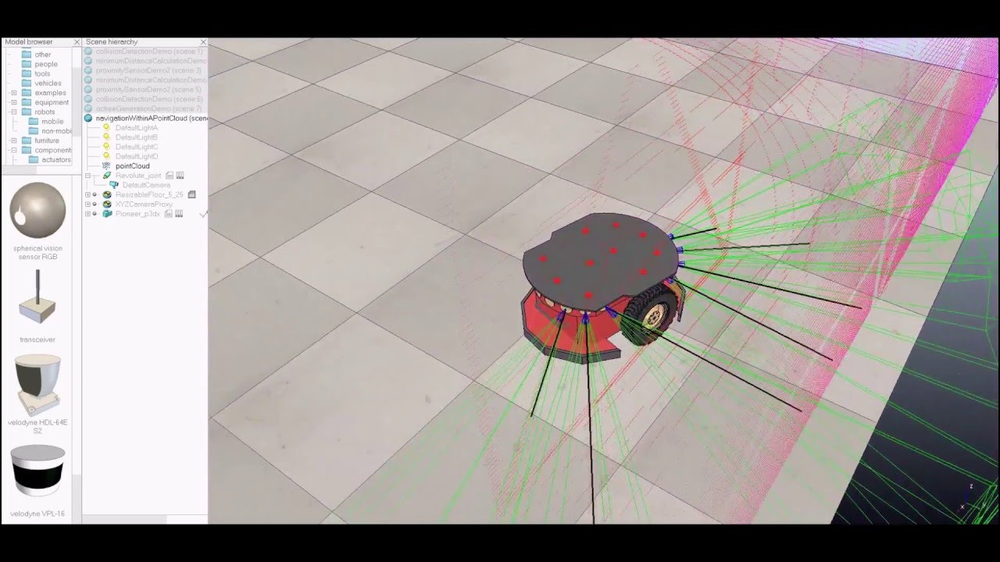 Model browser
other
people
tools
vehicles
examples
equipment
robots
mobile
non-mobi
furniture
components
actuators
spherical vision
sensor RGB
transceiver
velodyne HDL-64E
S2
velodyne VPL-16
Scene hierarchy
collisionDetectionDemo (scene 1)
minimumDistanceCalculationDemo
proximitySensorDemo2 (scene 3)
minimumDistanceCalculationDemo
proximitySensorDemo2 (scene 5)
collisionDetectionDemo (scene 6)
octreeGenerationDemo (scene 7)
navigationWithinAPointCloud (scen
DefaultLightA
DefaultLightB
DefaultLightC
DefaultLightD
pointCloud
Revolute_joint
DefaultCamera
ResizableFloor_5_25
XYZCameraProxy
Pioneer_p3dx
z
x